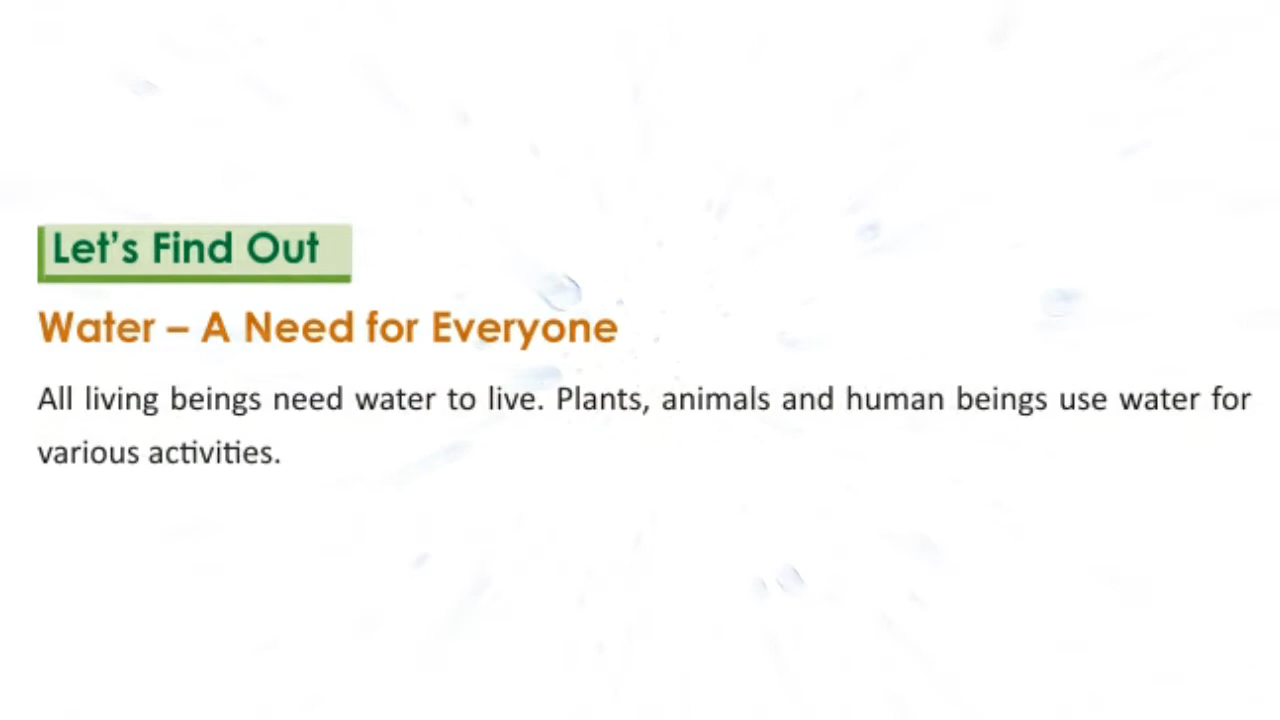 Let's Find Out
Water – A Need for Everyone
All living beings need water to live. Plants, animals and human beings use water for
various activities.